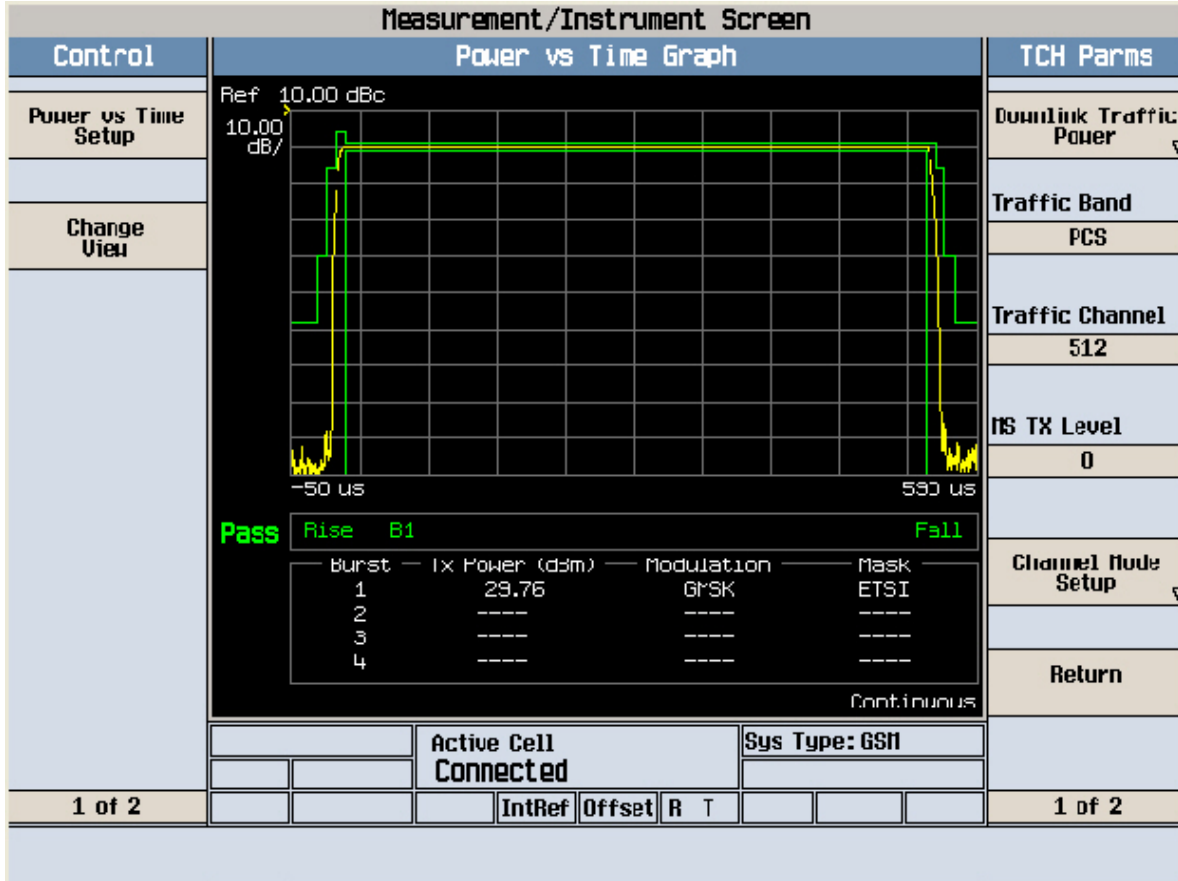 Measurement/Instrument Screen
Control
Power vs Time Graph
TCH Parms
Power vs Time
Setup
Change
View
1 of 2
Ref 10.00 dBc
10.00
dB/
-50 us
590 us
Pass
Rise B1 Fall
Burst Tx Power (dBm) Modulation Mask
1 29.76 GMSK ETSI
2 ---- ---- ----
3 ---- ---- ----
4 ---- ---- ----
Continuous
Active Cell
Connected
Sys Type: GSM
IntRef Offset R T
Downlink Traffic
Power
Traffic Band
PCS
Traffic Channel
512
MS TX Level
0
Channel Mode
Setup
Return
1 of 2